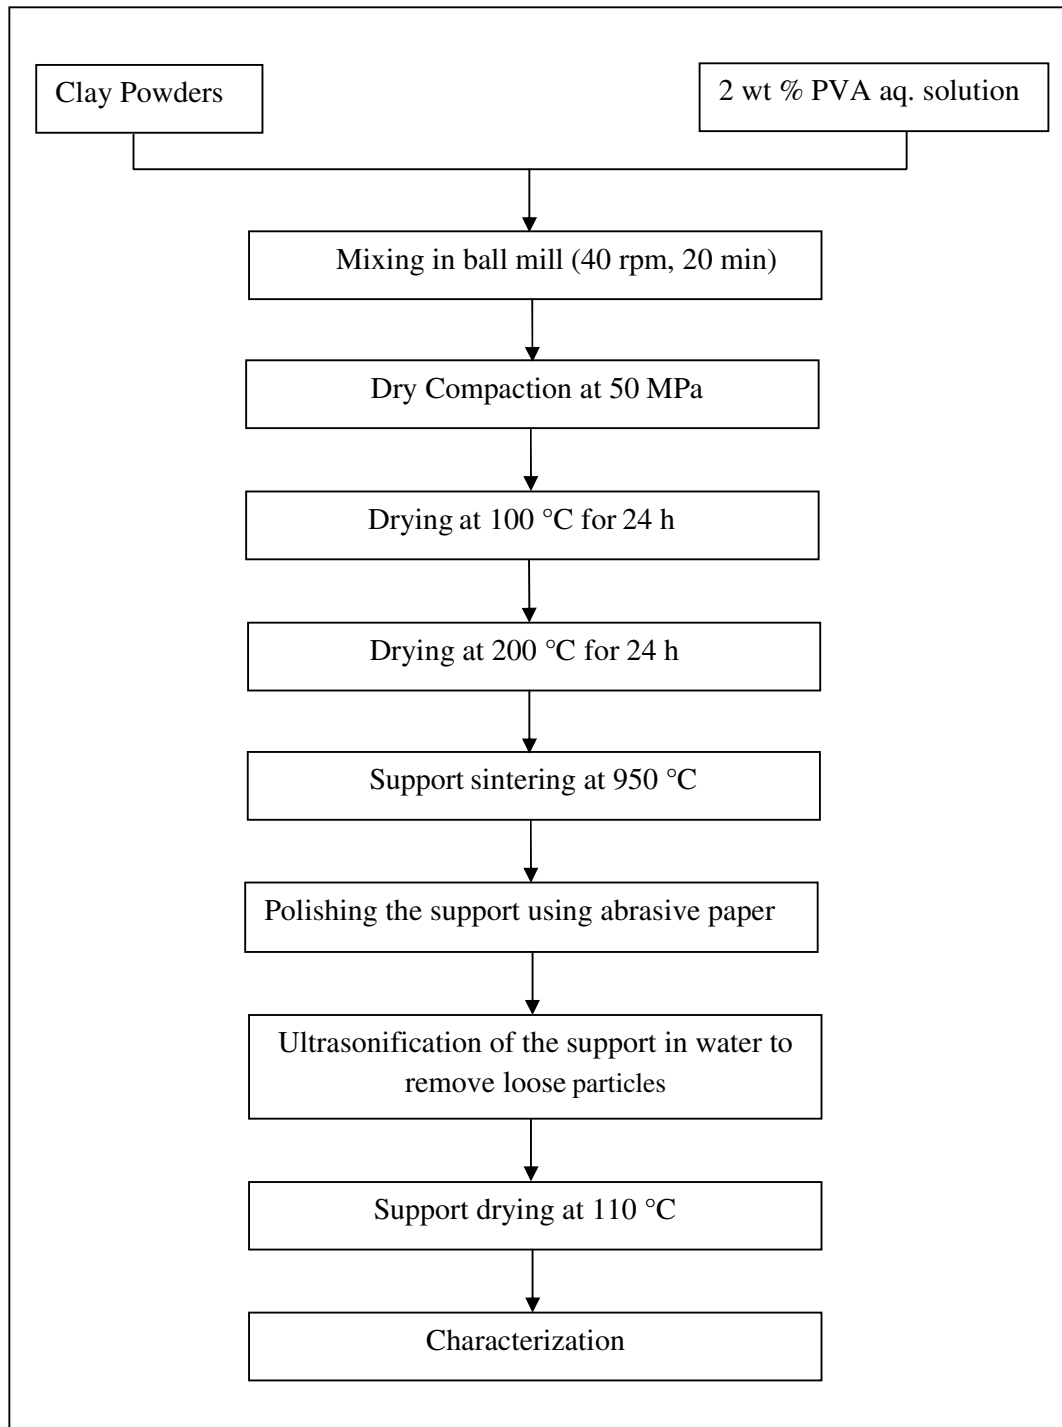 Clay Powders
2 wt % PVA aq. solution
Mixing in ball mill (40 rpm, 20 min)
Dry Compaction at 50 MPa
Drying at 100 °C for 24 h
Drying at 200 °C for 24 h
Support sintering at 950 °C
Polishing the support using abrasive paper
Ultrasonification of the support in water to
remove loose particles
Support drying at 110 °C
Characterization